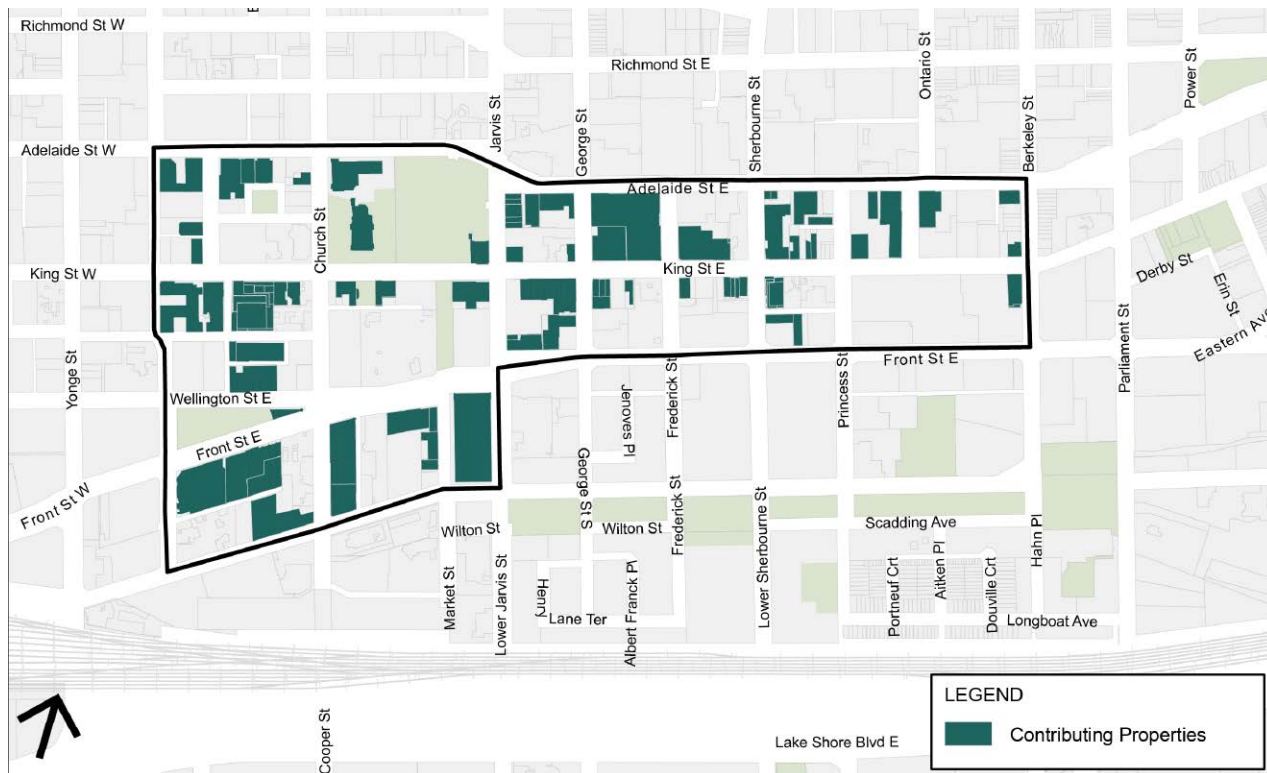 Richmond St W
E
Richmond St E
Jarvis St
George St
Sherbourne St
Ontario St
Berkeley St
Power St
Adelaide St W
Adelaide St E
Church St
King St W
King St E
Derby St
Erin St
Eastern Ave
Yonge St
Parliament St
Front St E
Princess St
Frederick St
Jenoves Pl
Wellington St E
Front St E
Front St W
George St S
Frederick St
Lower Sherbourne St
Wilton St
Wilton St
Scadding Ave
Hahn Pl
Market St
Lower Jarvis St
Henry
Lane Ter
Albert Franck Pl
Portneuf Crt
Aitken Pl
Douville Crt
Longboat Ave
Cooper St
Lake Shore Blvd E
LEGEND
Contributing Properties